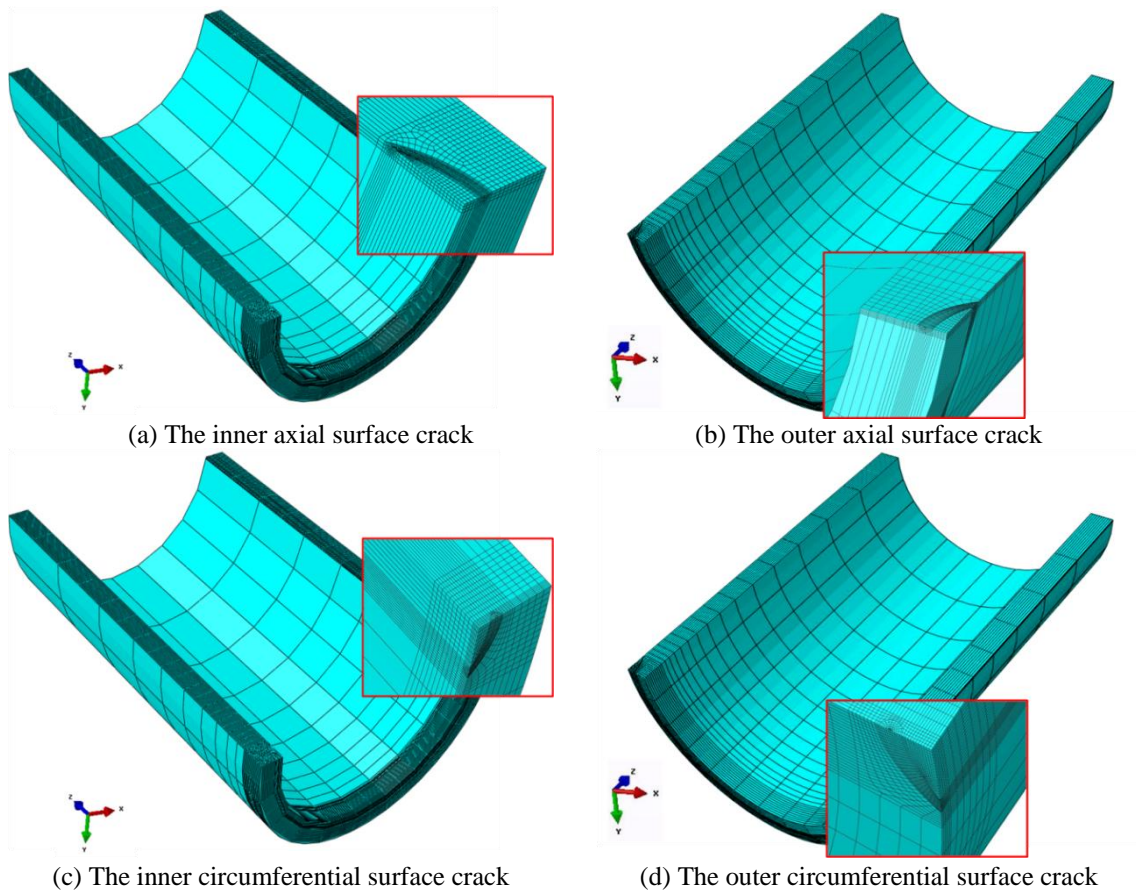 Z
X
Y
Z
X
Y
(a) The inner axial surface crack
(b) The outer axial surface crack
Z
X
Y
Z
X
Y
(c) The inner circumferential surface crack
(d) The outer circumferential surface crack